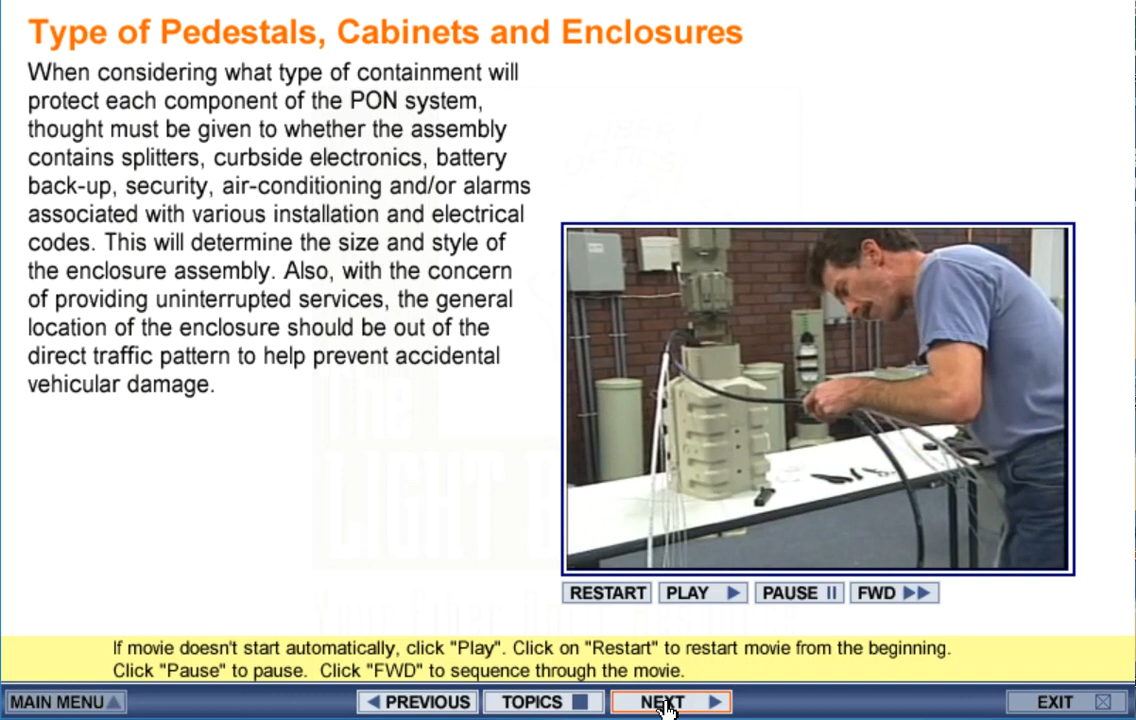 Type of Pedestals, Cabinets and Enclosures
When considering what type of containment will
protect each component of the PON system,
thought must be given to whether the assembly
contains splitters, curbside electronics, battery
back-up, security, air-conditioning and/or alarms
associated with various installation and electrical
codes. This will determine the size and style of
the enclosure assembly. Also, with the concern
of providing uninterrupted services, the general
location of the enclosure should be out of the
direct traffic pattern to help prevent accidental
vehicular damage.
The
LIGHT
RESTART PLAY PAUSE FWD
If movie doesn't start automatically, click "Play". Click on "Restart" to restart movie from the beginning.
Click "Pause" to pause. Click "FWD" to sequence through the movie.
MAIN MENU PREVIOUS TOPICS NEXT EXIT